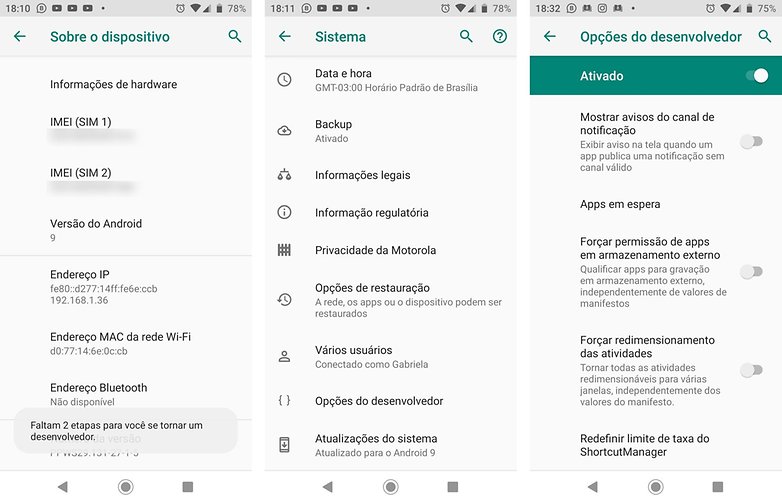 18:10
78%
Sobre o dispositivo
Informações de hardware
IMEI (SIM 1)
IMEI (SIM 2)
Versão do Android
9
Endereço IP
fe80::d277:14ff:fe6e:ccb
192.168.1.36
Endereço MAC da rede Wi-Fi
d0:77:14:6e:0c:cb
Endereço Bluetooth
Não disponível
Faltam 2 etapas para você se tornar um
desenvolvedor.
18:11
78%
Sistema
Data e hora
GMT-03:00 Horário Padrão de Brasília
Backup
Ativado
Informações legais
Informação regulatória
Privacidade da Motorola
Opções de restauração
A rede, os apps ou o dispositivo podem ser
restaurados
Vários usuários
Conectado como Gabriela
Opções do desenvolvedor
Atualizações do sistema
Atualizado para o Android 9
18:32
75%
Opções do desenvolvedor
Ativado
Mostrar avisos do canal de
notificação
Exibir aviso na tela quando um
app publica uma notificação sem
canal válido
Apps em espera
Forçar permissão de apps
em armazenamento externo
Qualificar apps para gravação
em armazenamento externo,
independentemente de valores de
manifestos
Forçar redimensionamento
das atividades
Tornar todas as atividades
redimensionáveis para várias
janelas, independentemente dos
valores do manifesto.
Redefinir limite de taxa do
ShortcutManager